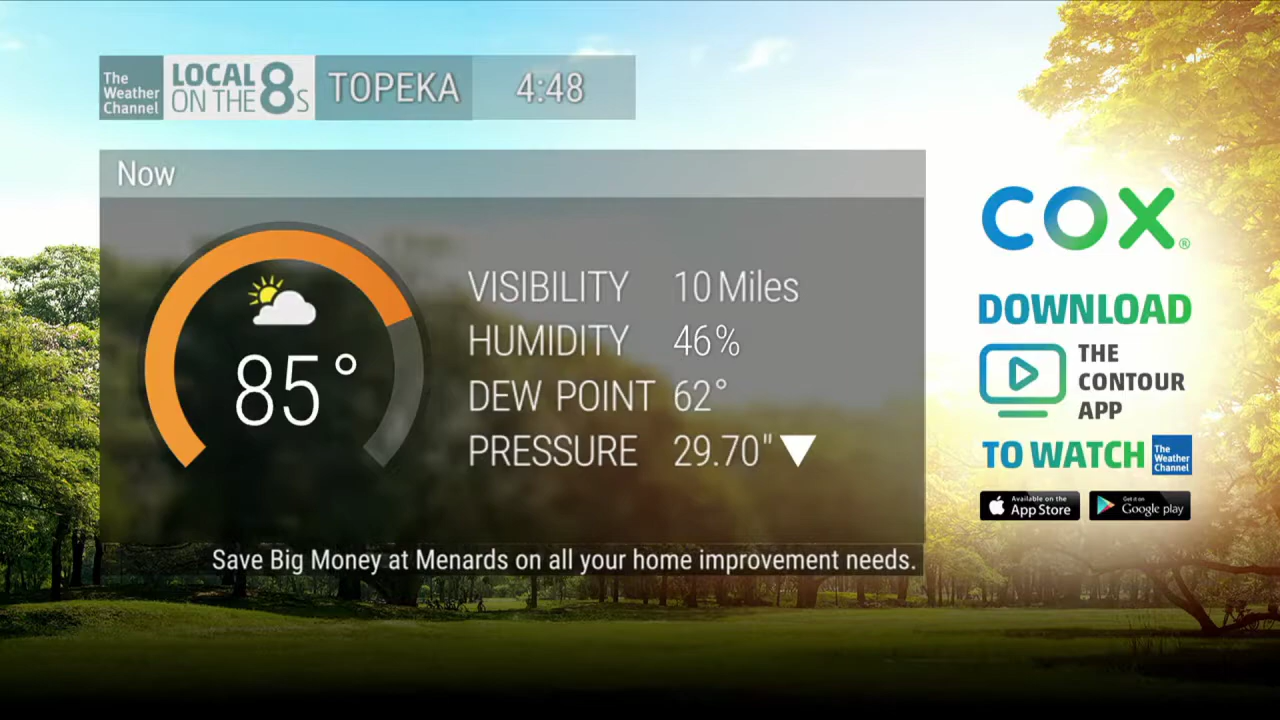 The Weather Channel
LOCAL ON THE 8s
TOPEKA
4:48
Now
85°
VISIBILITY 10 Miles
HUMIDITY 46%
DEW POINT 62°
PRESSURE 29.70"
Save Big Money at Menards on all your home improvement needs.
COX®
DOWNLOAD
THE
CONTOUR
APP
TO WATCH The Weather Channel
Available on the App Store
Get it on Google play